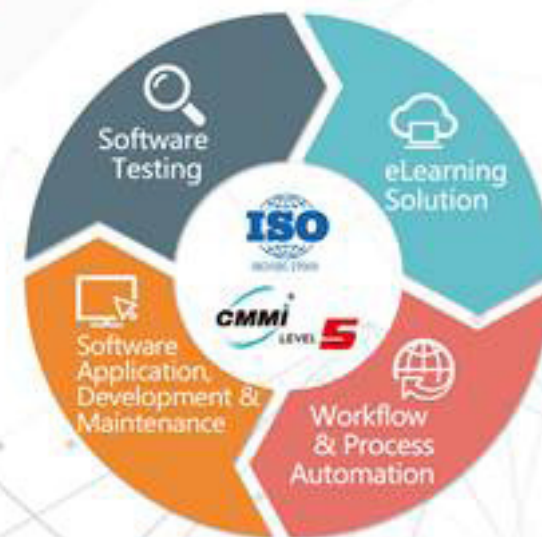 Software
Testing
eLearning
Solution
ISO
CMMi
LEVEL 5
Software
Application,
Development &
Maintenance
Workflow
& Process
Automation